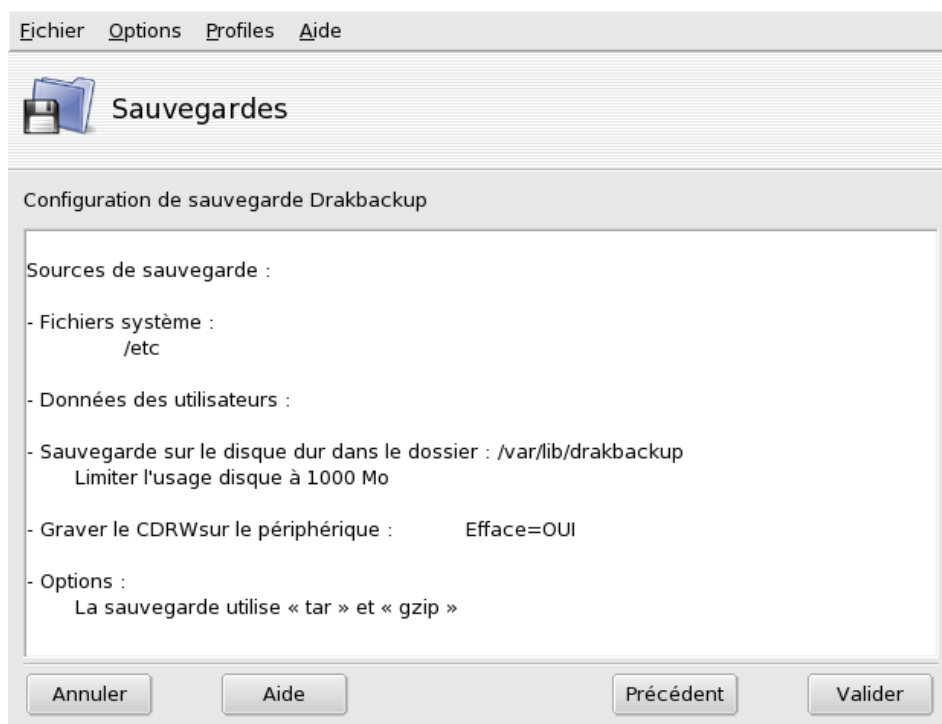 Fichier Options Profiles Aide
Sauvegardes
Configuration de sauvegarde Drakbackup
Sources de sauvegarde :
- Fichiers système :
/etc
- Données des utilisateurs :
- Sauvegarde sur le disque dur dans le dossier : /var/lib/drakbackup
Limiter l'usage disque à 1000 Mo
- Graver le CDRWsur le périphérique : Efface=OUI
- Options :
La sauvegarde utilise « tar » et « gzip »
Annuler Aide Précédent Valider